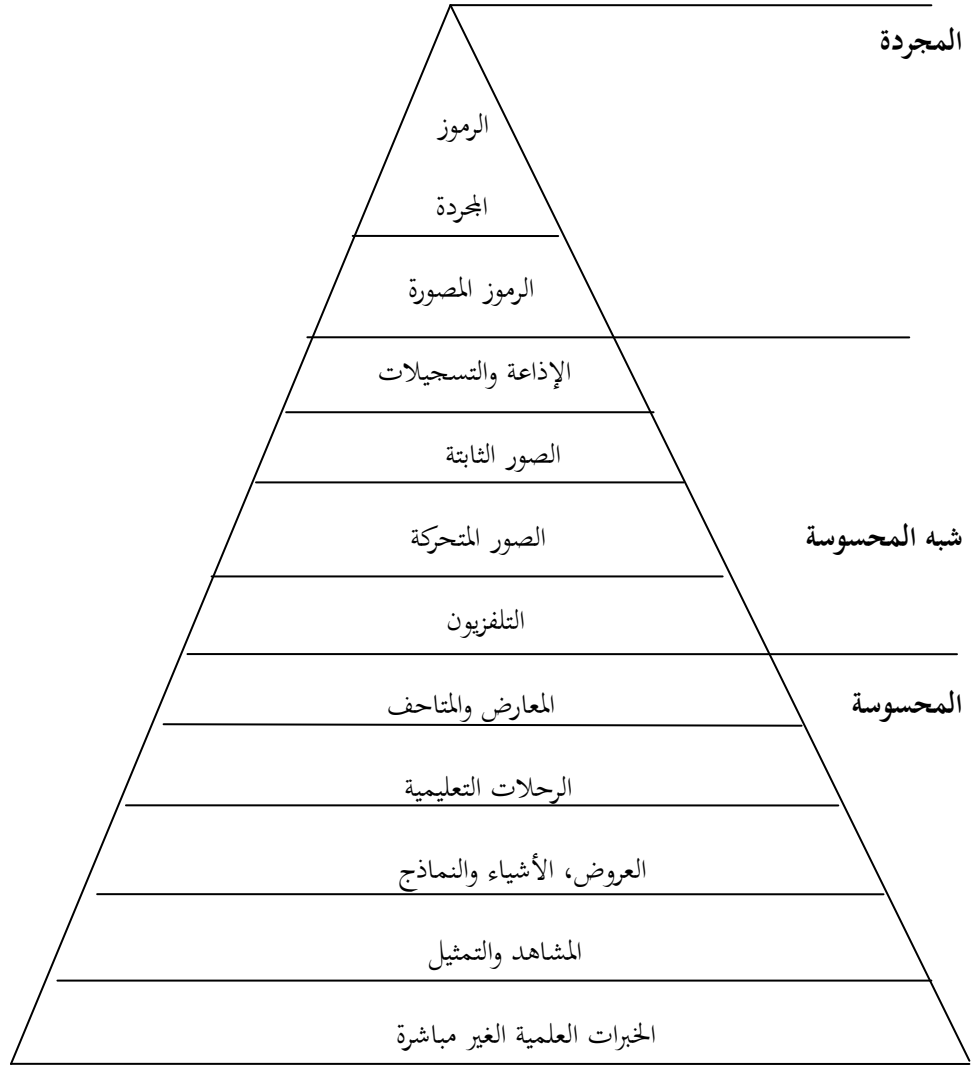 المجردة
الرموز
المجردة
الرموز المصورة
الإذاعة والتسجيلات
الصور الثابتة
شبه المحسوسة
الصور المتحركة
التلفزيون
المحسوسة
المعارض والمتاحف
الرحلات التعليمية
العروض، الأشياء والنماذج
المشاهد والتمثيل
الخبرات العلمية الغير مباشرة